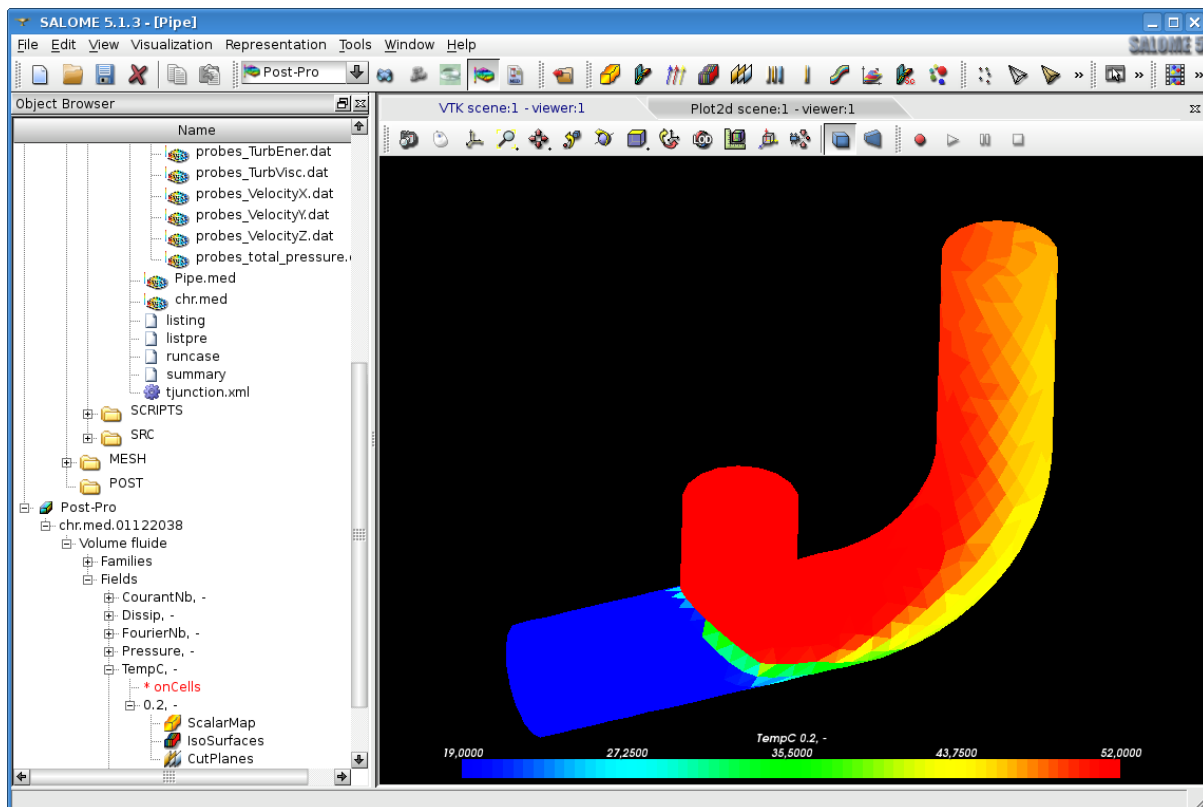 SALOME 5.1.3 - [Pipe]
File Edit View Visualization Representation Tools Window Help
SALOME 5
Post-Pro
»
»
»
Object Browser
Name
probes_TurbEner.dat
probes_TurbVisc.dat
probes_VelocityX.dat
probes_VelocityY.dat
probes_VelocityZ.dat
probes_total_pressure.
Pipe.med
chr.med
listing
listpre
runcase
summary
tjunction.xml
SCRIPTS
SRC
MESH
POST
Post-Pro
chr.med.01122038
Volume fluide
Families
Fields
CourantNb, -
Dissip, -
FourierNb, -
Pressure, -
TempC, -
* onCells
0.2, -
ScalarMap
IsoSurfaces
CutPlanes
VTK scene:1 - viewer:1
Plot2d scene:1 - viewer:1
LOD
TempC 0.2, -
19,0000 27,2500 35,5000 43,7500 52,0000